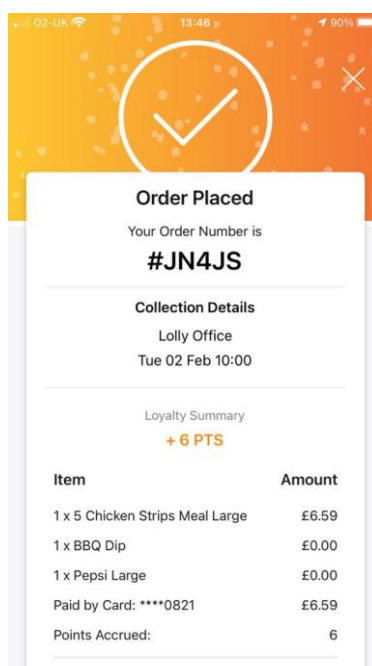 O2-UK 13:46 90%
Order Placed
Your Order Number is
#JN4JS
Collection Details
Lolly Office
Tue 02 Feb 10:00
Loyalty Summary
+ 6 PTS
Item Amount
1 x 5 Chicken Strips Meal Large £6.59
1 x BBQ Dip £0.00
1 x Pepsi Large £0.00
Paid by Card: ****0821 £6.59
Points Accrued: 6